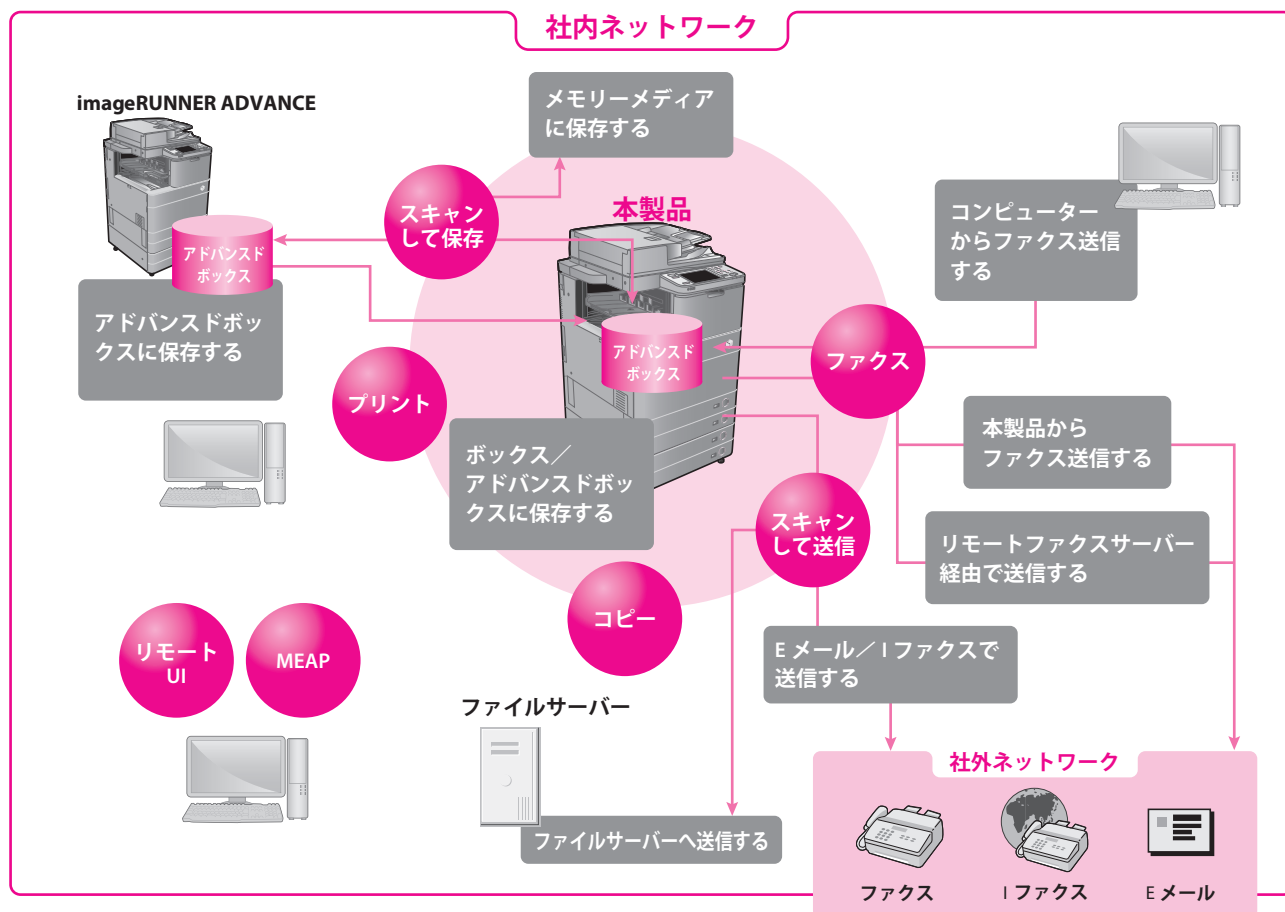 社内ネットワーク
imageRUNNER ADVANCE
メモリーメディア
に保存する
スキャン
して保存
本製品
コンピューター
からファクス送信
する
アドバンスド
ボックス
アドバンスドボッ
クスに保存する
アドバンスド
ボックス
ファクス
プリント
本製品から
ファクス送信する
ボックス／
アドバンスドボッ
クスに保存する
スキャン
して送信
リモートファクスサーバー
経由で送信する
コピー
リモート
UI
MEAP
E メール／I ファクスで
送信する
ファイルサーバー
ファイルサーバーへ送信する
社外ネットワーク
ファクス
I ファクス
E メール